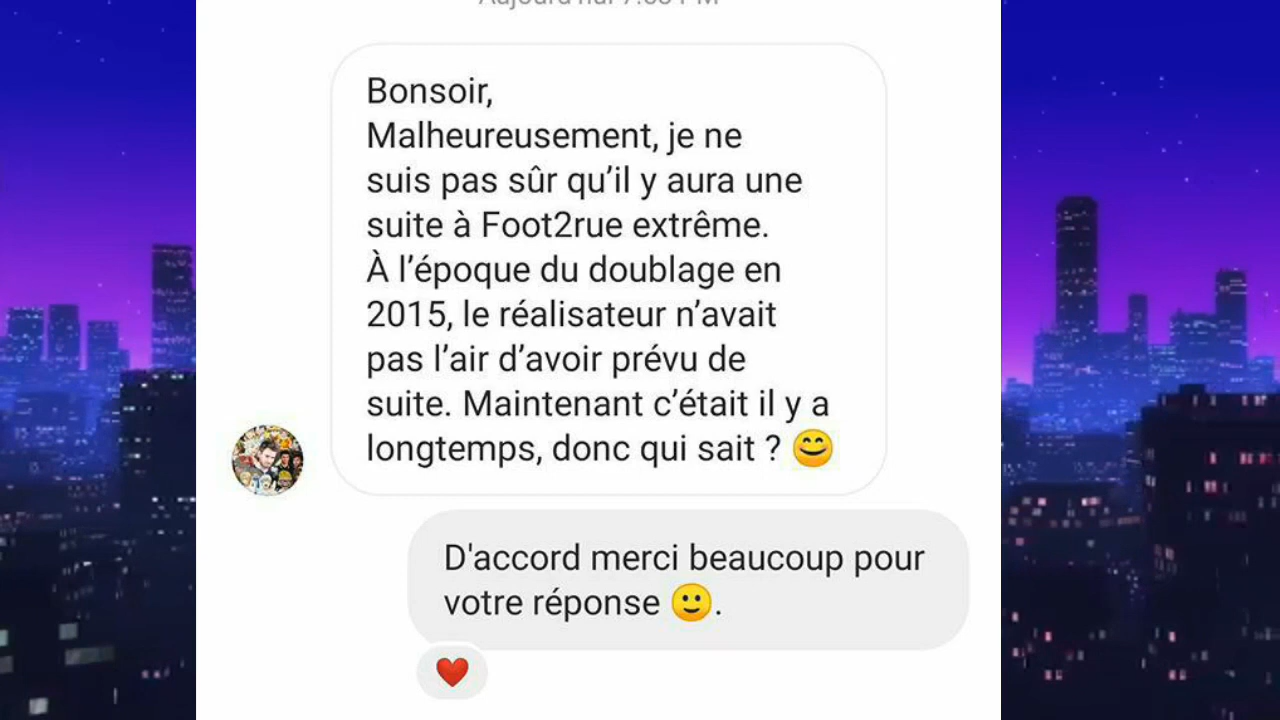 Bonsoir,
Malheureusement, je ne
suis pas sûr qu’il y aura une
suite à Foot2rue extrême.
À l’époque du doublage en
2015, le réalisateur n’avait
pas l’air d’avoir prévu de
suite. Maintenant c’était il y a
longtemps, donc qui sait ? 😊
D'accord merci beaucoup pour
votre réponse 🙂.